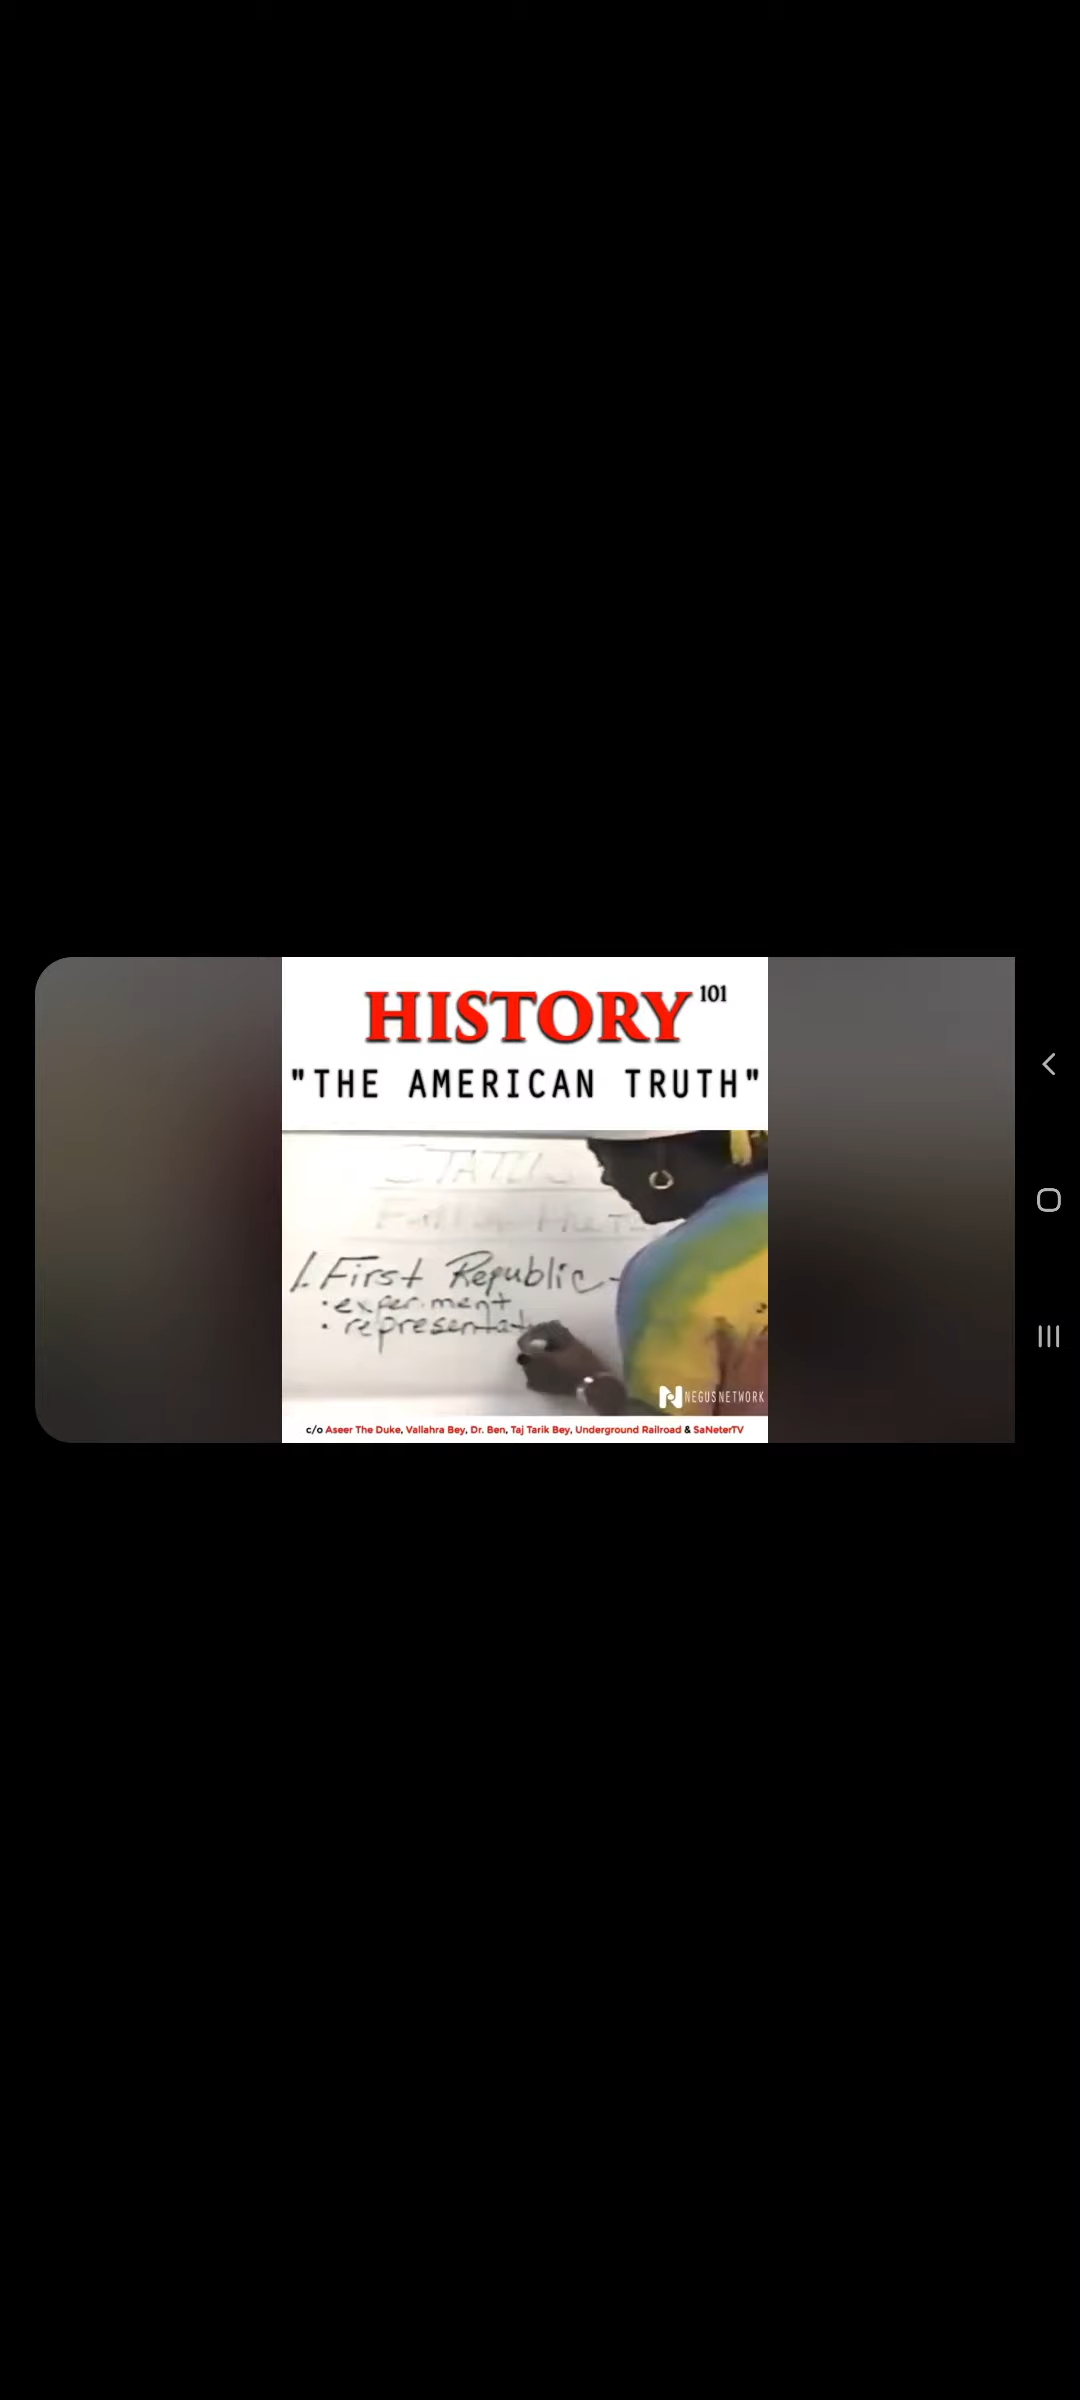 HISTORY 101
"THE AMERICAN TRUTH"
STATUS
1. First Republic -
• experiment
• representat
NEGUSNETWORK
c/o Aseer The Duke, Vallahra Bey, Dr. Ben, Taj Tarik Bey, Underground Railroad & SaNeterTV